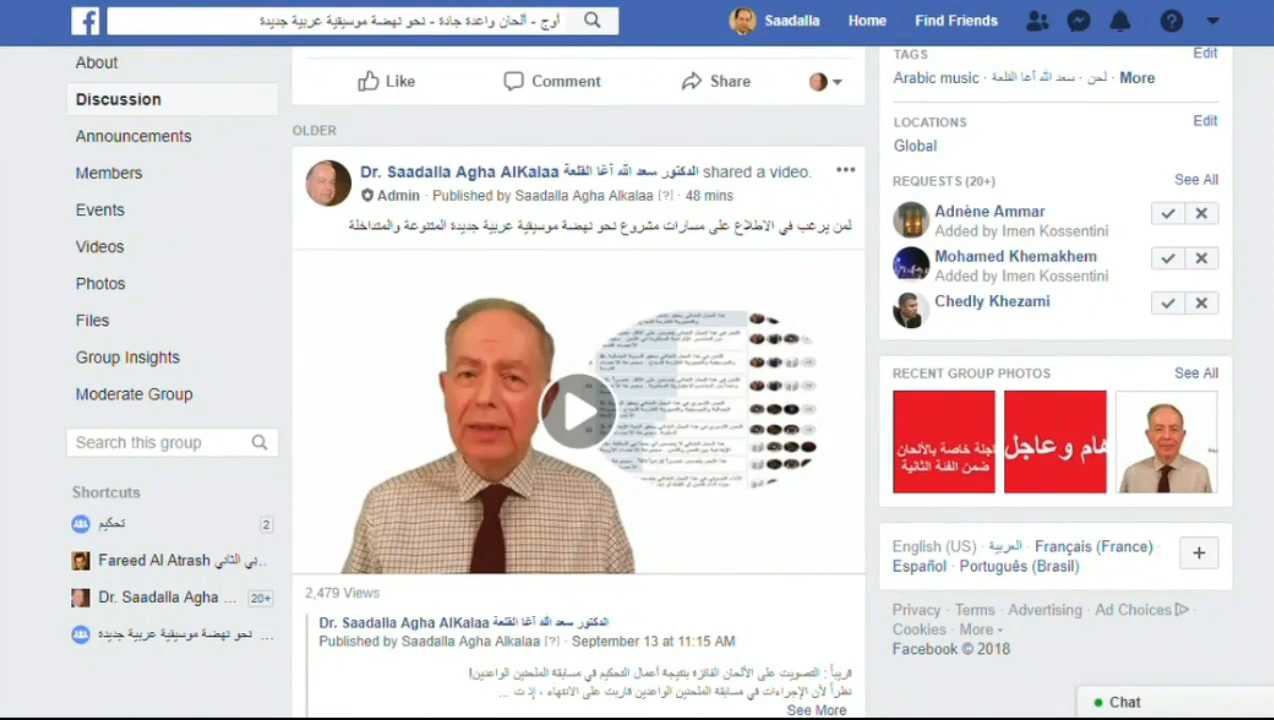 أرج - ألحان واعدة جادة - نحو نهضة موسيقية عربية جديدة
Saadalla
Home
Find Friends
About
Discussion
Announcements
Members
Events
Videos
Photos
Files
Group Insights
Moderate Group
Search this group
Shortcuts
تحكيم
2
Fareed Al Atrash بي الثاني..
Dr. Saadalla Agha ...
20+
نحو نهضة موسيقية عربية جديدة ...
Like
Comment
Share
OLDER
Dr. Saadalla Agha AlKalaa الدكتور سعد الله آغا القلعة shared a video.
Admin · Published by Saadalla Agha Alkalaa [?] · 48 mins
لمن يرغب في الاطلاع على مسارات مشروع نحو نهضة موسيقية عربية جديدة المتنوعة والمتداخلة
2,479 Views
Dr. Saadalla Agha AlKalaa الدكتور سعد الله آغا القلعة
Published by Saadalla Agha Alkalaa [?] · September 13 at 11:15 AM
قريباً : التصويت على الألحان الفائزة بنتيجة أعمال التحكيم في مسابقة الملحنين الواعدين!
نظراً لأن الإجراءات في مسابقة الملحنين الواعدين قاربت على الانتهاء ، إذ ت ...
See More
TAGS
Edit
Arabic music · سعد الله آغا القلعة · لحن · More
LOCATIONS
Edit
Global
REQUESTS (20+)
See All
Adnène Ammar
Added by Imen Kossentini
Mohamed Khemakhem
Added by Imen Kossentini
Chedly Khezami
RECENT GROUP PHOTOS
See All
جلة خاصة بالألحان
ضمن الفئة الثانية
هام وعاجل
English (US) · العربية · Français (France) ·
Español · Português (Brasil)
Privacy · Terms · Advertising · Ad Choices ·
Cookies · More
Facebook © 2018
Chat